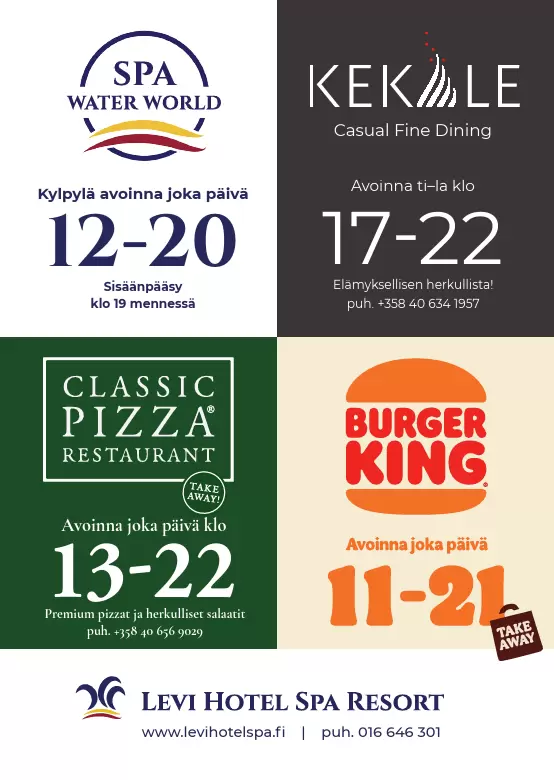 SPA
WATER WORLD
Kylpylä avoinna joka päivä
12-20
Sisäänpääsy
klo 19 mennessä
KEKÄLE
Casual Fine Dining
Avoinna ti–la klo
17-22
Elämyksellisen herkullista!
puh. +358 40 634 1957
CLASSIC
PIZZA®
RESTAURANT
TAKE
AWAY!
Avoinna joka päivä klo
13-22
Premium pizzat ja herkulliset salaatit
puh. +358 40 656 9029
BURGER
KING®
Avoinna joka päivä
11-21
TAKE
AWAY
LEVI HOTEL SPA RESORT
www.levihotelspa.fi | puh. 016 646 301